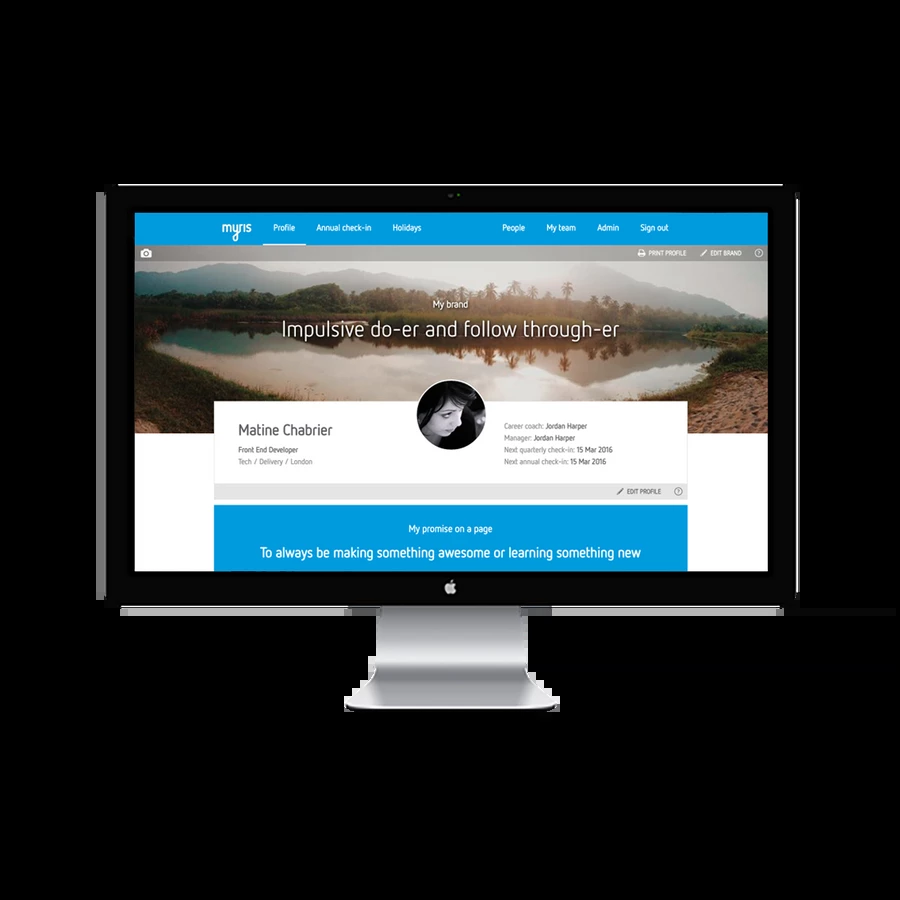 myris Profile Annual check-in Holidays People My team Admin Sign out
PRINT PROFILE EDIT BRAND ?
My brand
Impulsive do-er and follow through-er
Matine Chabrier
Front End Developer
Tech / Delivery / London
Career coach: Jordan Harper
Manager: Jordan Harper
Next quarterly check-in: 15 Mar 2016
Next annual check-in: 15 Mar 2016
EDIT PROFILE ?
My promise on a page
To always be making something awesome or learning something new